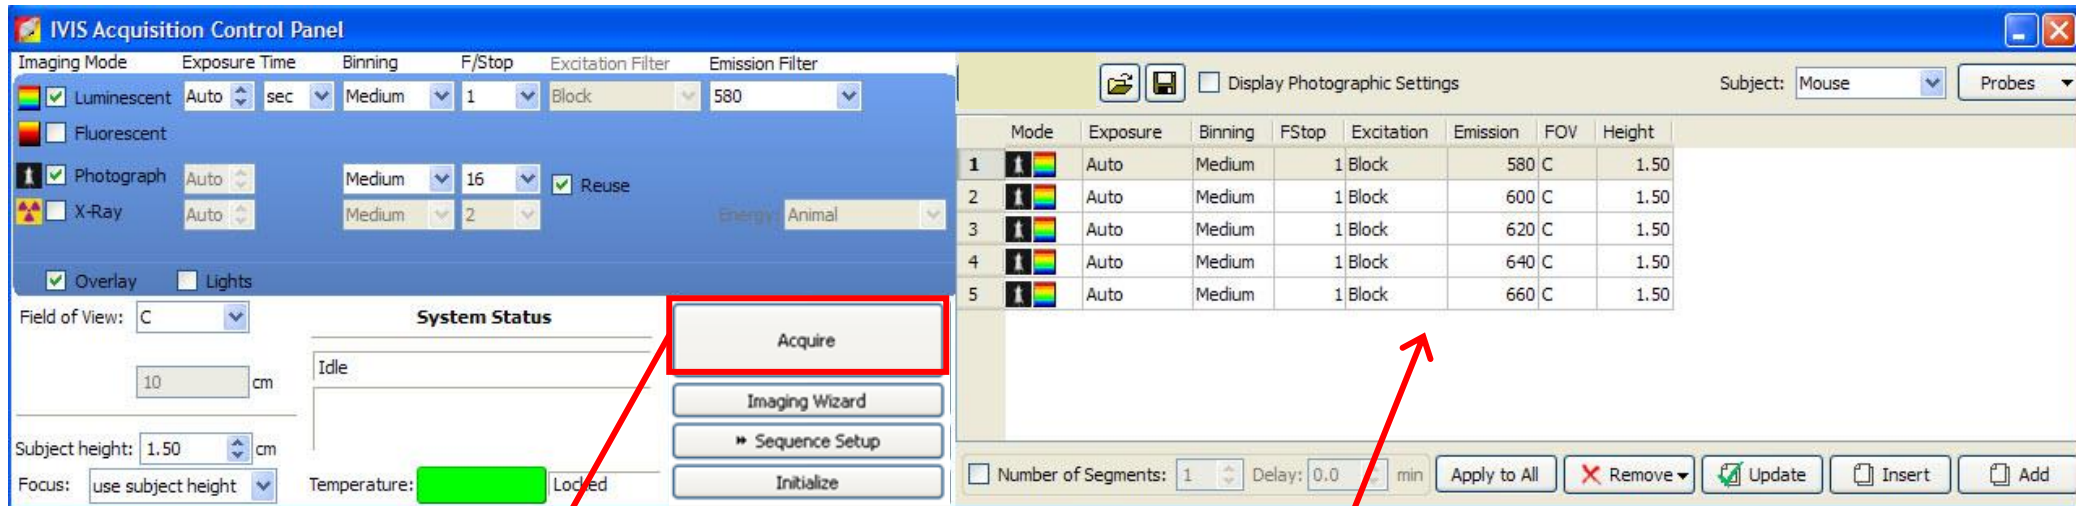 IVIS Acquisition Control Panel
Imaging Mode Exposure Time Binning F/Stop Excitation Filter Emission Filter
Luminescent Auto sec Medium 1 Block 580
Fluorescent
Photograph Auto Medium 16 Reuse
X-Ray Auto Medium 2 Energy: Animal
Overlay Lights
Field of View: C
10 cm
Subject height: 1.50 cm
Focus: use subject height
System Status
Idle
Temperature: Locked
Acquire
Imaging Wizard
Sequence Setup
Initialize
Display Photographic Settings Subject: Mouse Probes
Mode Exposure Binning FStop Excitation Emission FOV Height
1 Auto Medium 1 Block 580 C 1.50
2 Auto Medium 1 Block 600 C 1.50
3 Auto Medium 1 Block 620 C 1.50
4 Auto Medium 1 Block 640 C 1.50
5 Auto Medium 1 Block 660 C 1.50
Number of Segments: 1 Delay: 0.0 min Apply to All Remove Update Insert Add